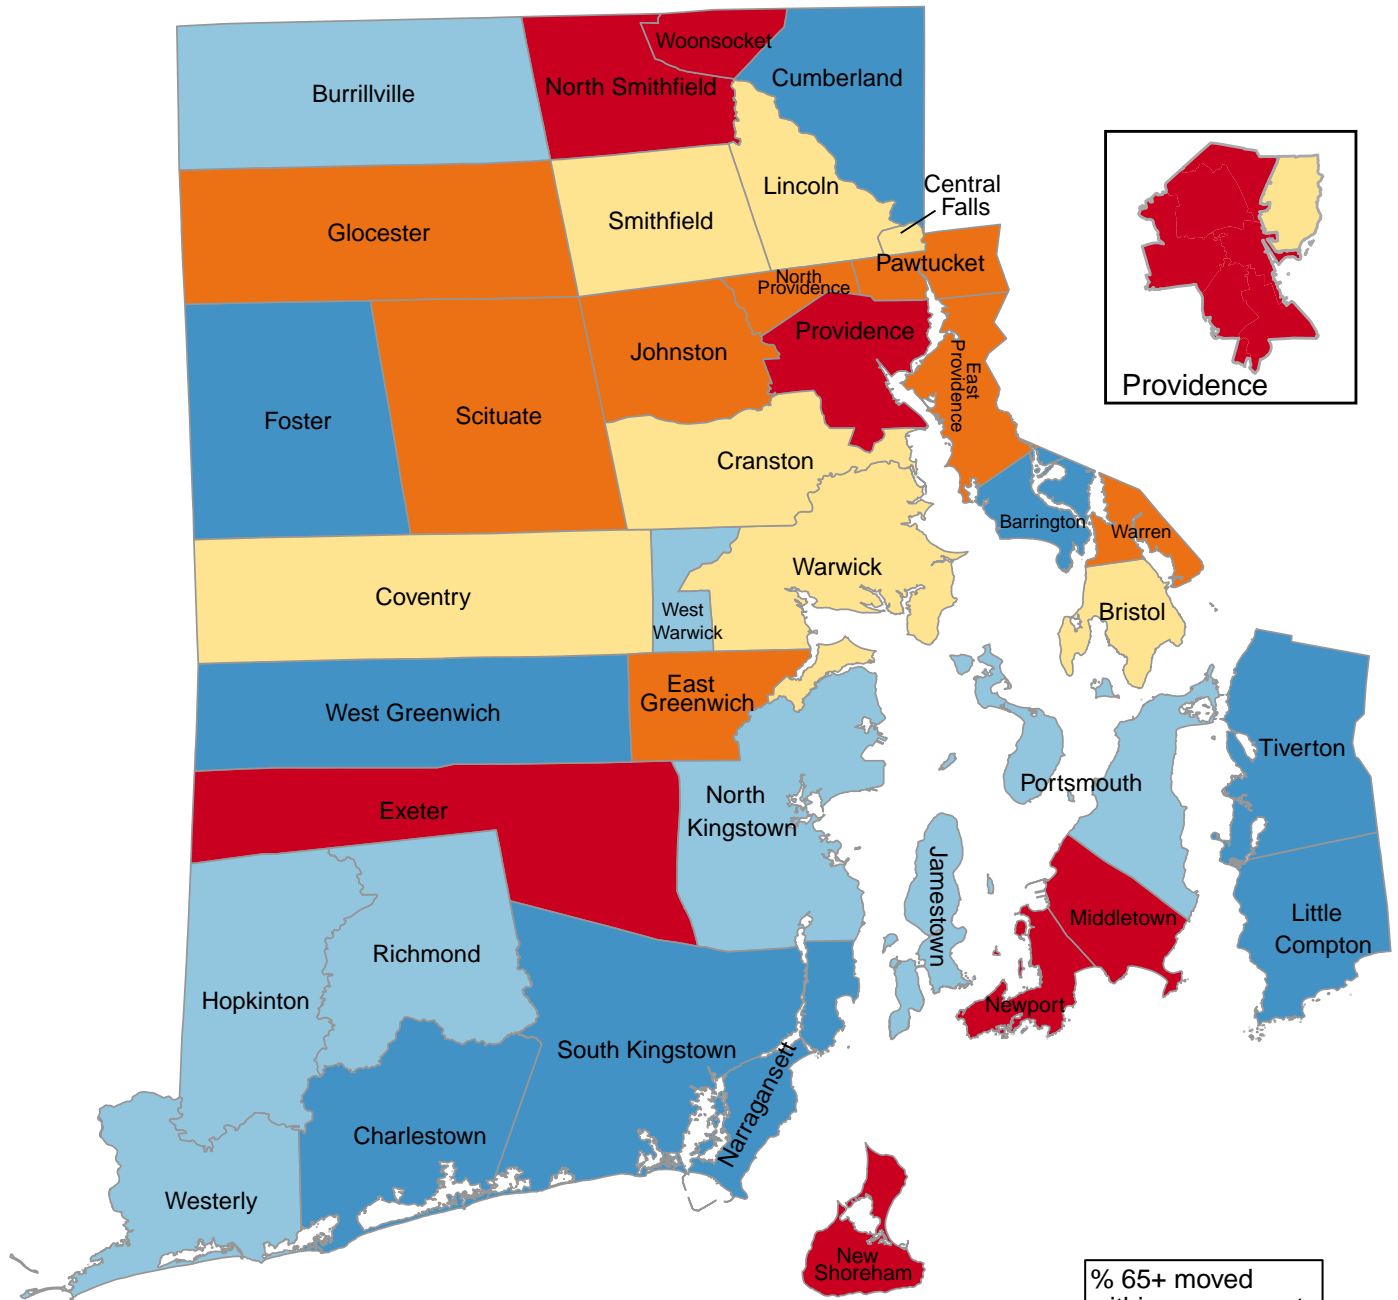 Woonsocket
Burrillville
North Smithfield
Cumberland
Lincoln
Central
Falls
Smithfield
Glocester
Pawtucket
North
Providence
Providence
Johnston
East
Providence
Foster
Scituate
Cranston
Barrington
Warren
Warwick
Coventry
West
Warwick
Bristol
East
Greenwich
West Greenwich
Tiverton
Portsmouth
Exeter
North
Kingstown
Jamestown
Middletown
Little
Compton
Richmond
Hopkinton
Newport
South Kingstown
Narragansett
Charlestown
Westerly
New
Shoreham
Providence
% 65+ moved